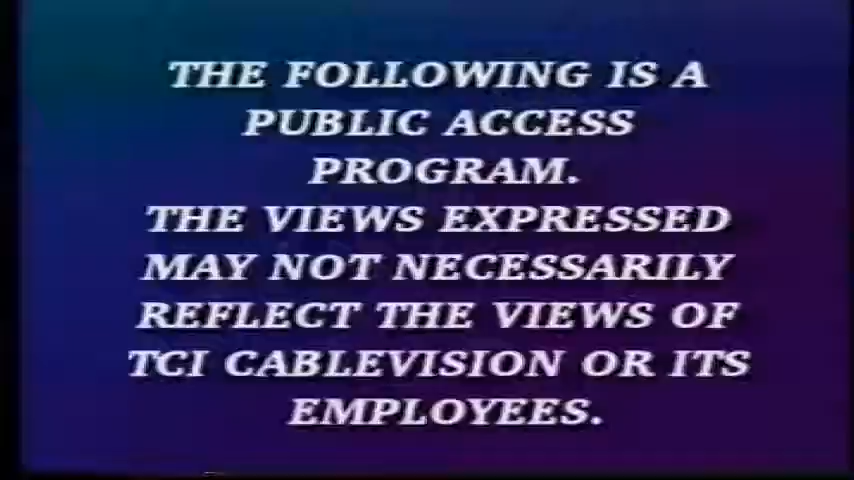 THE FOLLOWING IS A
PUBLIC ACCESS
PROGRAM.
THE VIEWS EXPRESSED
MAY NOT NECESSARILY
REFLECT THE VIEWS OF
TCI CABLEVISION OR ITS
EMPLOYEES.